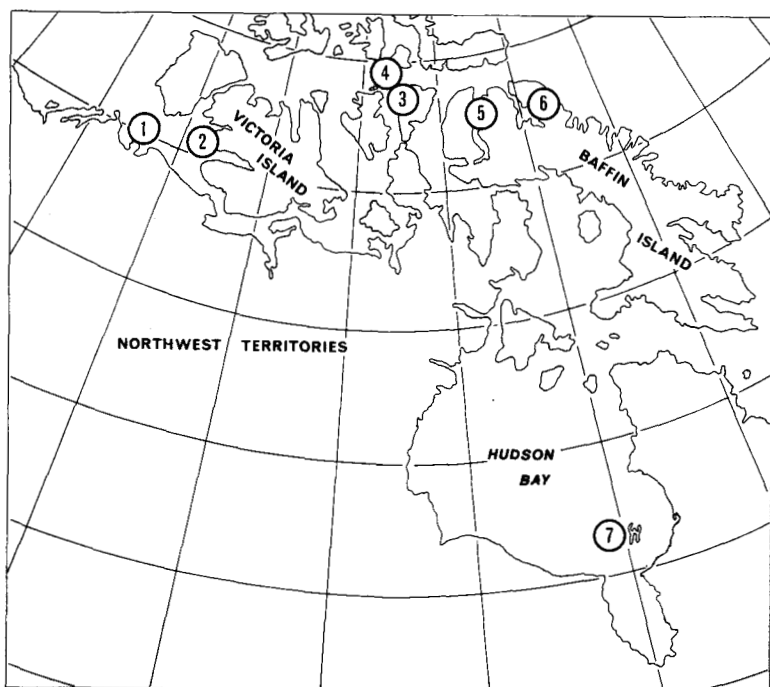 4
3
5
6
1
2
VICTORIA
ISLAND
BAFFIN
ISLAND
NORTHWEST TERRITORIES
HUDSON
BAY
7